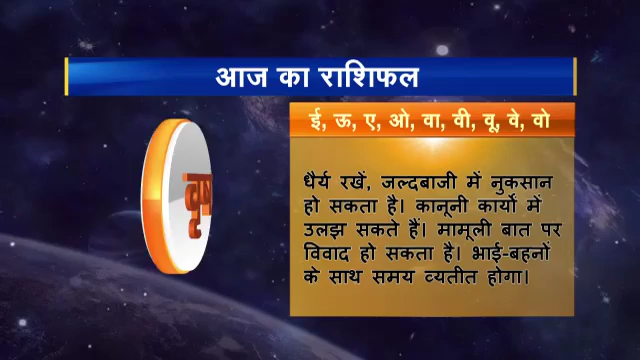 आज का राशिफल
ई, ऊ, ए, ओ, वा, वी, वू, वे, वो
वृष
धैर्य रखें, जल्दबाजी में नुकसान
हो सकता है। कानूनी कार्यो में
उलझ सकते हैं। मामूली बात पर
विवाद हो सकता है। भाई-बहनों
के साथ समय व्यतीत होगा।